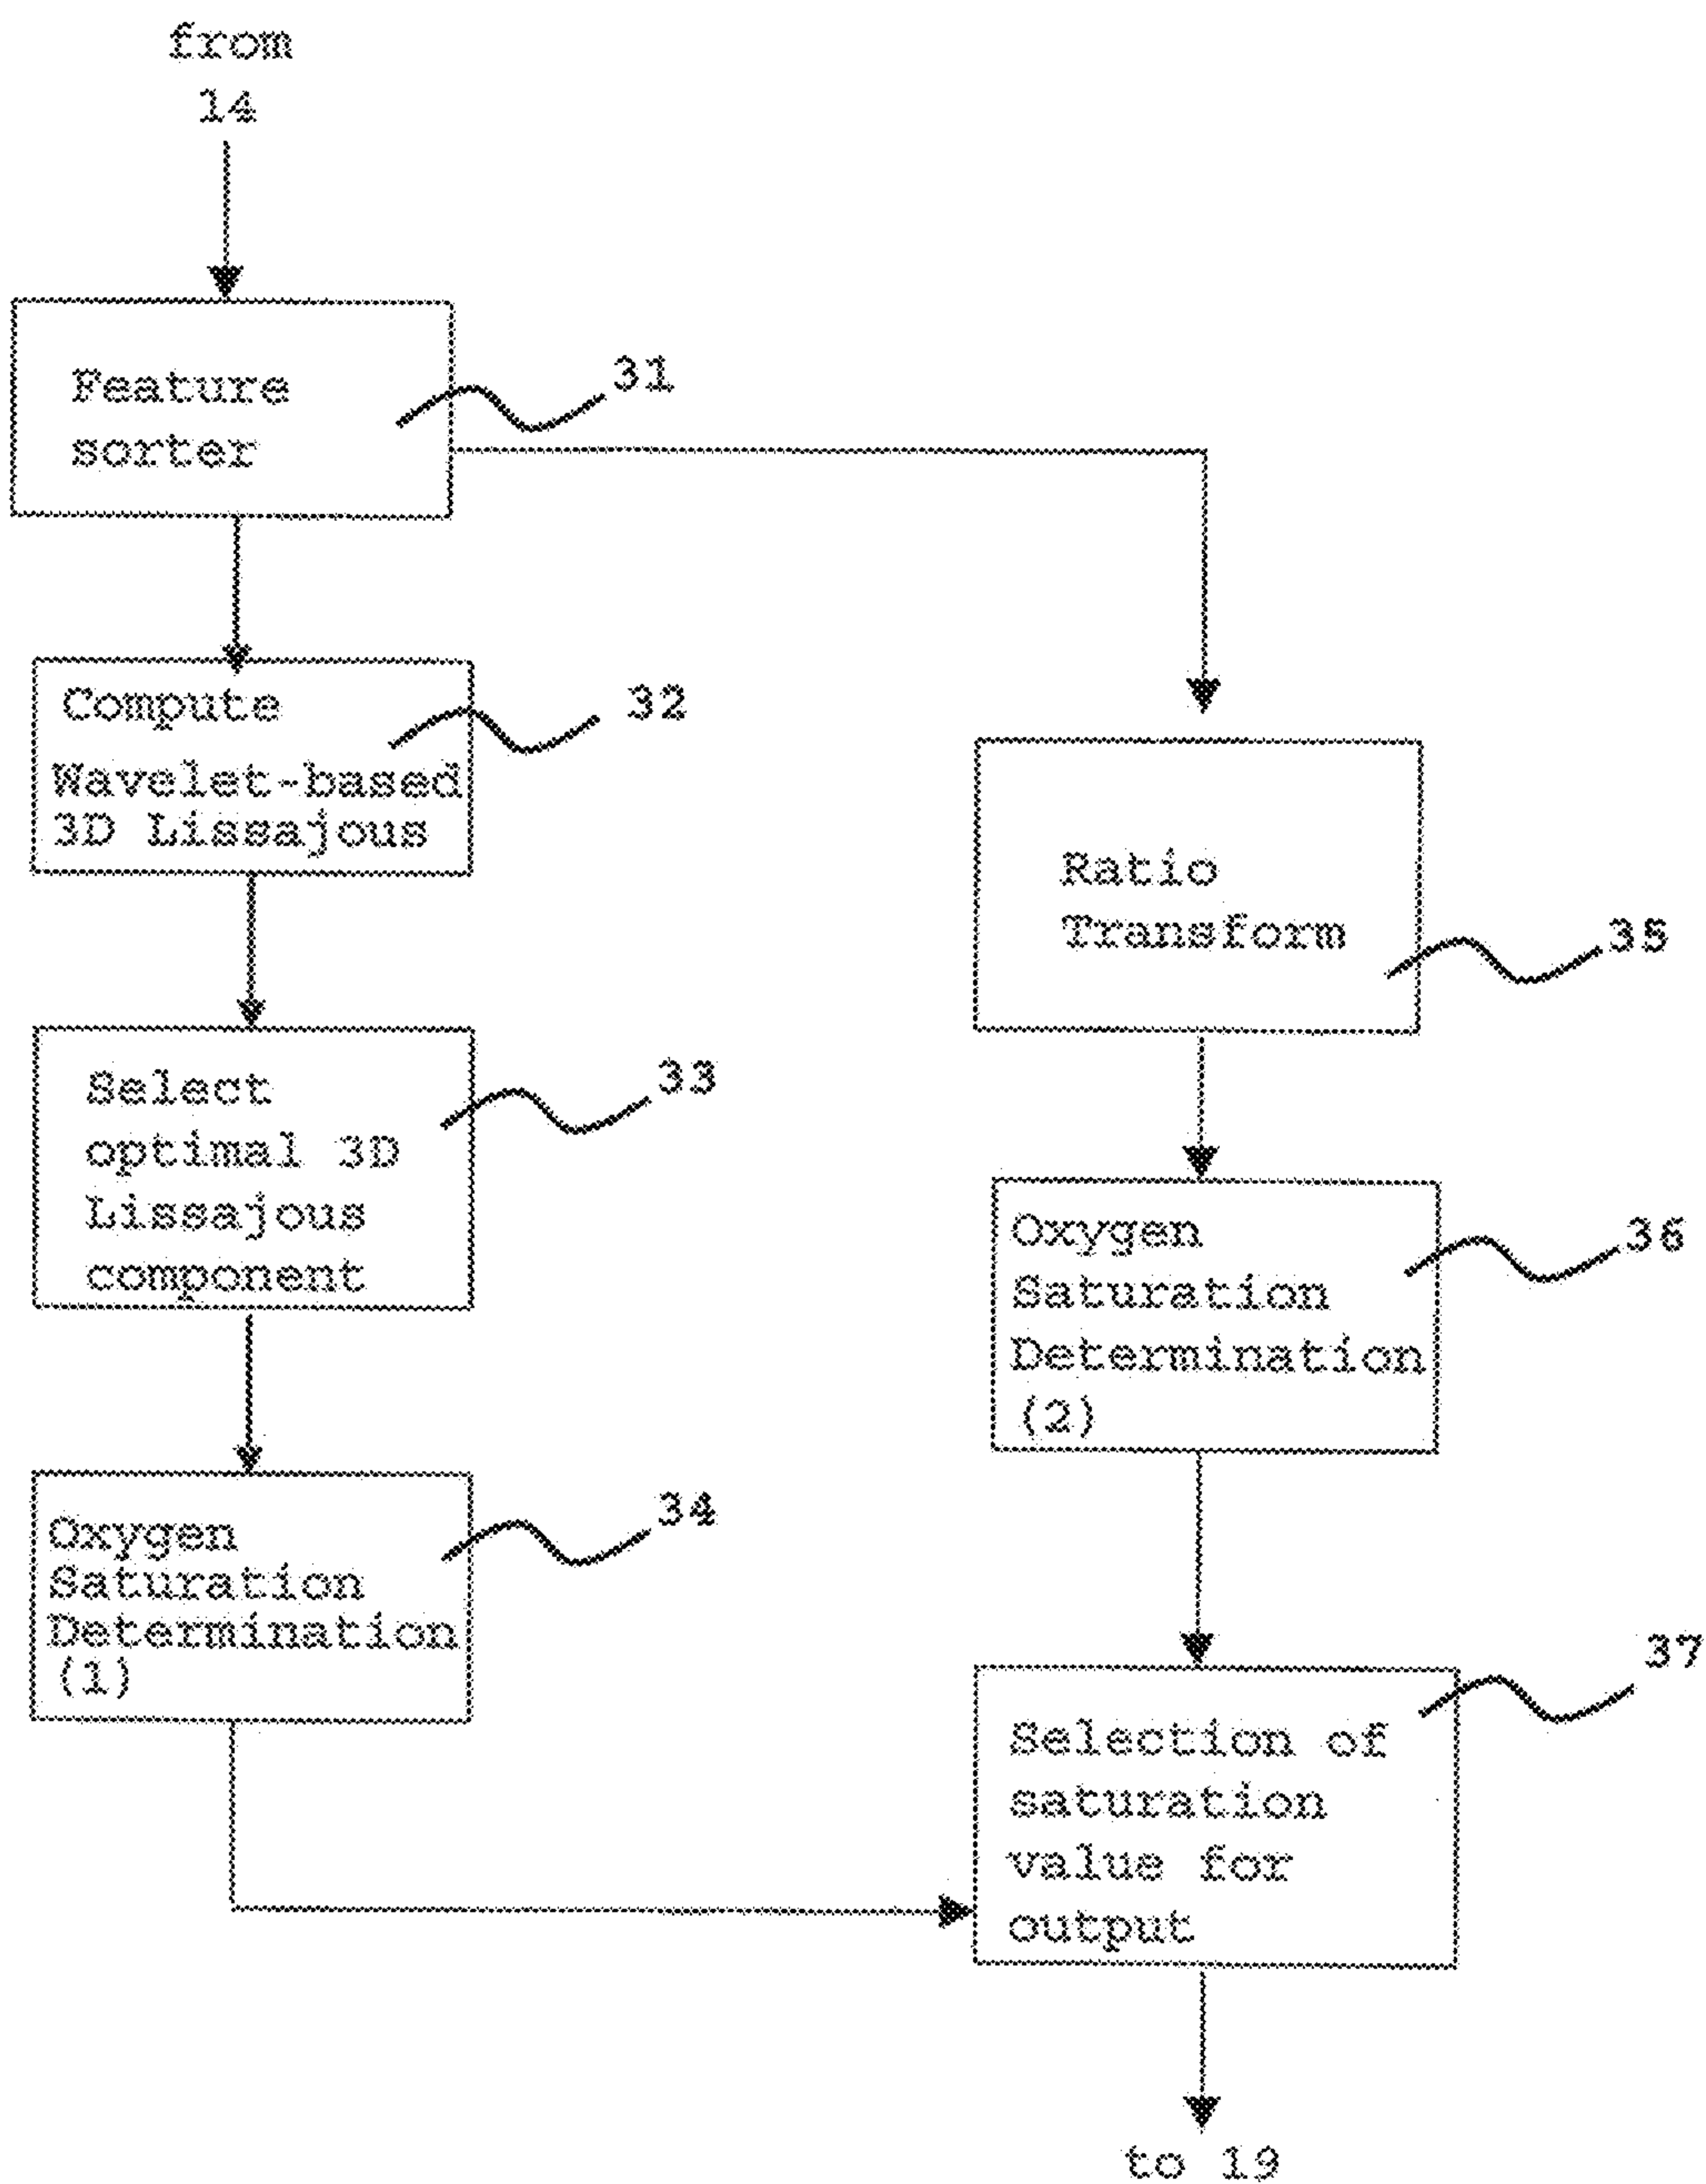 from
14
Feature
sorter
31
Compute
Wavelet-based
3D Lissajous
32
Select
optimal 3D
Lissajous
component
33
Oxygen
Saturation
Determination
(1)
34
Ratio
Transform
35
Oxygen
Saturation
Determination
(2)
36
Selection of
saturation
value for
output
37
to 19